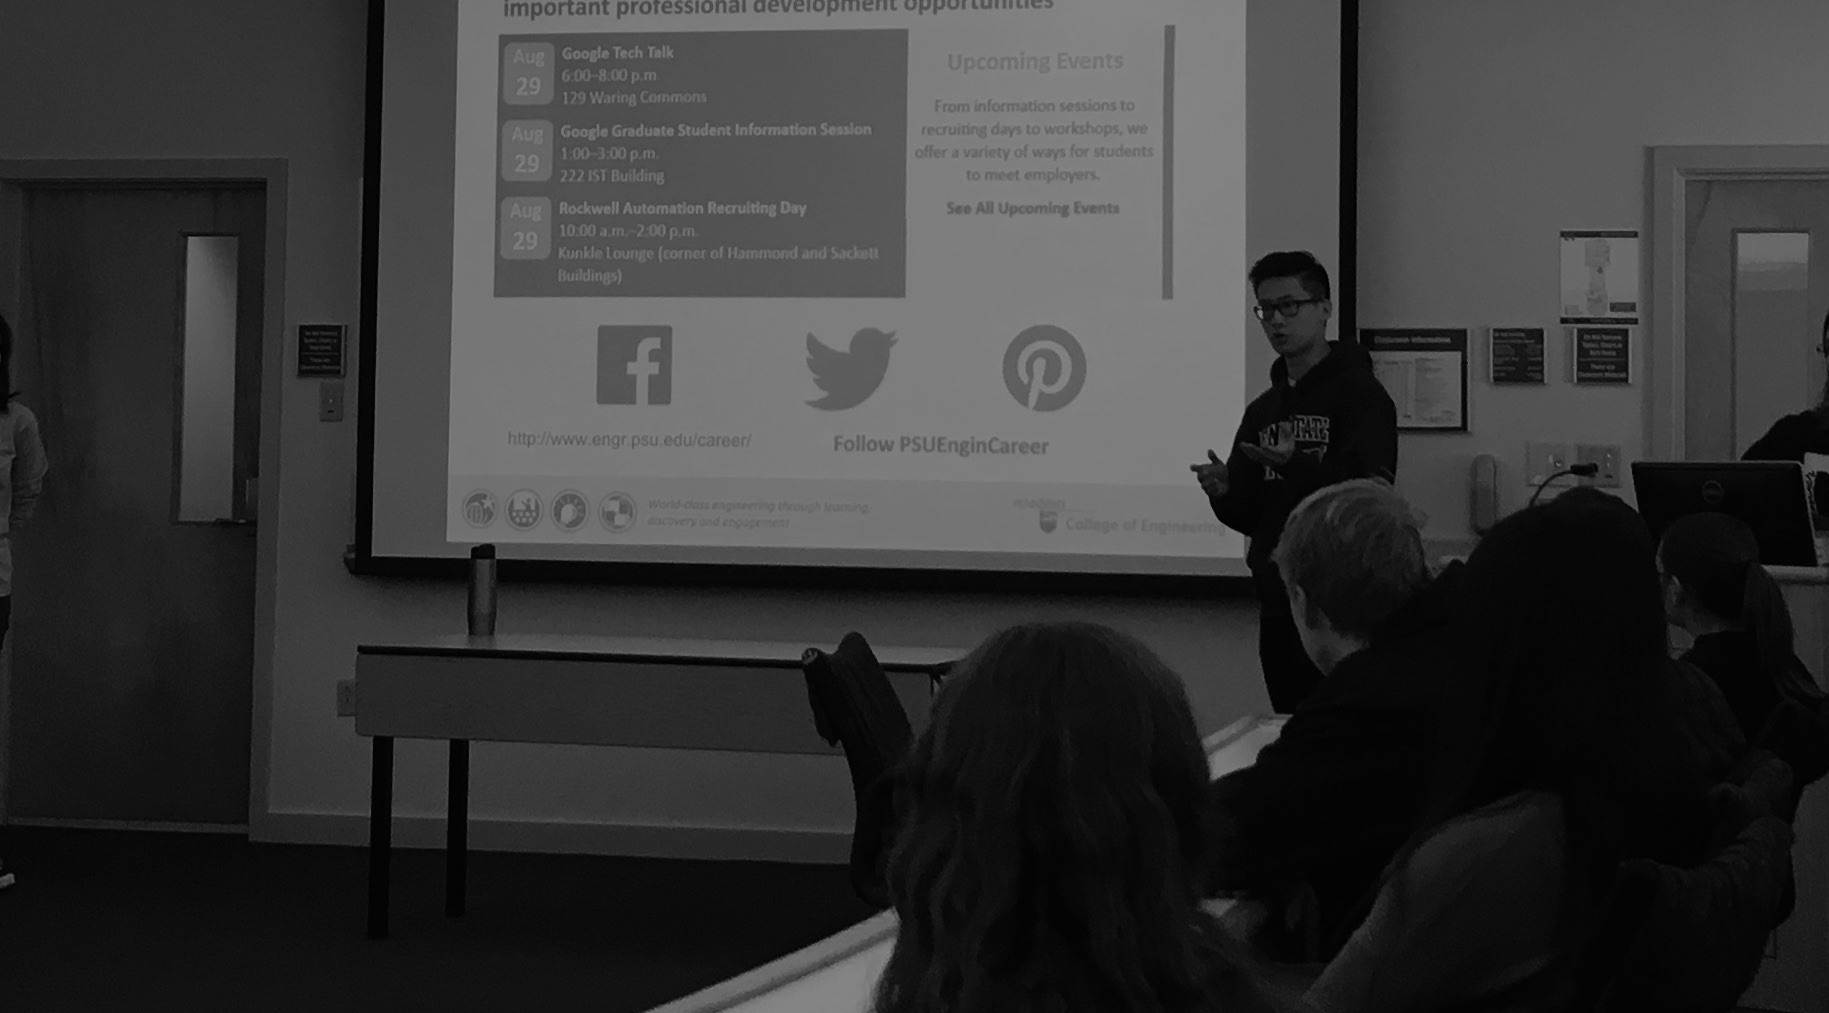 important professional development opportunities
Aug
29
Google Tech Talk
6:00–8:00 p.m.
129 Waring Commons
Aug
29
Google Graduate Student Information Session
1:00–3:00 p.m.
222 IST Building
Aug
29
Rockwell Automation Recruiting Day
10:00 a.m.–2:00 p.m.
Kunkle Lounge (corner of Hammond and Sackett
Buildings)
Upcoming Events
From information sessions to
recruiting days to workshops, we
offer a variety of ways for students
to meet employers.
See All Upcoming Events
http://www.engr.psu.edu/career/
Follow PSUEnginCareer
World-class engineering through learning,
discovery and engagement
College of Engineering
Classroom Information
DELL